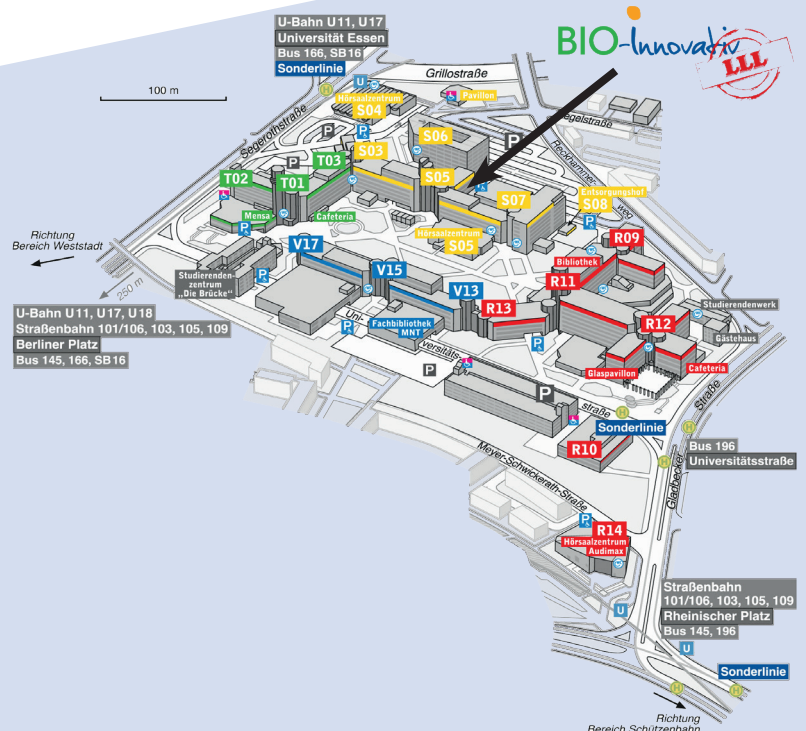 U-Bahn U11, U17
Universität Essen
Bus 166, SB16
Sonderlinie
BIO-Innovativ
LLL
100 m
Grillostraße
Segerothstraße
Reckhammerweg
Pavillon
Hörsaalzentrum
S04
S03
S06
S05
S07
Entsorgungshof
S08
T03
T02
T01
Mensa
Cafeteria
Hörsaalzentrum
S05
R09
Bibliothek
R11
V17
V15
V13
R13
R12
Richtung
Bereich Weststadt
250 m
Studierenden-
zentrum
„Die Brücke“
Studierendenwerk
Gästehaus
U-Bahn U11, U17, U18
Straßenbahn 101/106, 103, 105, 109
Berliner Platz
Bus 145, 166, SB16
Uni-
versitäts-
straße
Fachbibliothek
MNT
Glaspavillon
Cafeteria
Sonderlinie
R10
Bus 196
Universitätsstraße
Gladbecker Straße
Meyer-Schwickerath-Straße
R14
Hörsaalzentrum
Audimax
Straßenbahn
101/106, 103, 105, 109
Rheinischer Platz
Bus 145, 196
Sonderlinie
Richtung
Bereich Schützenbahn